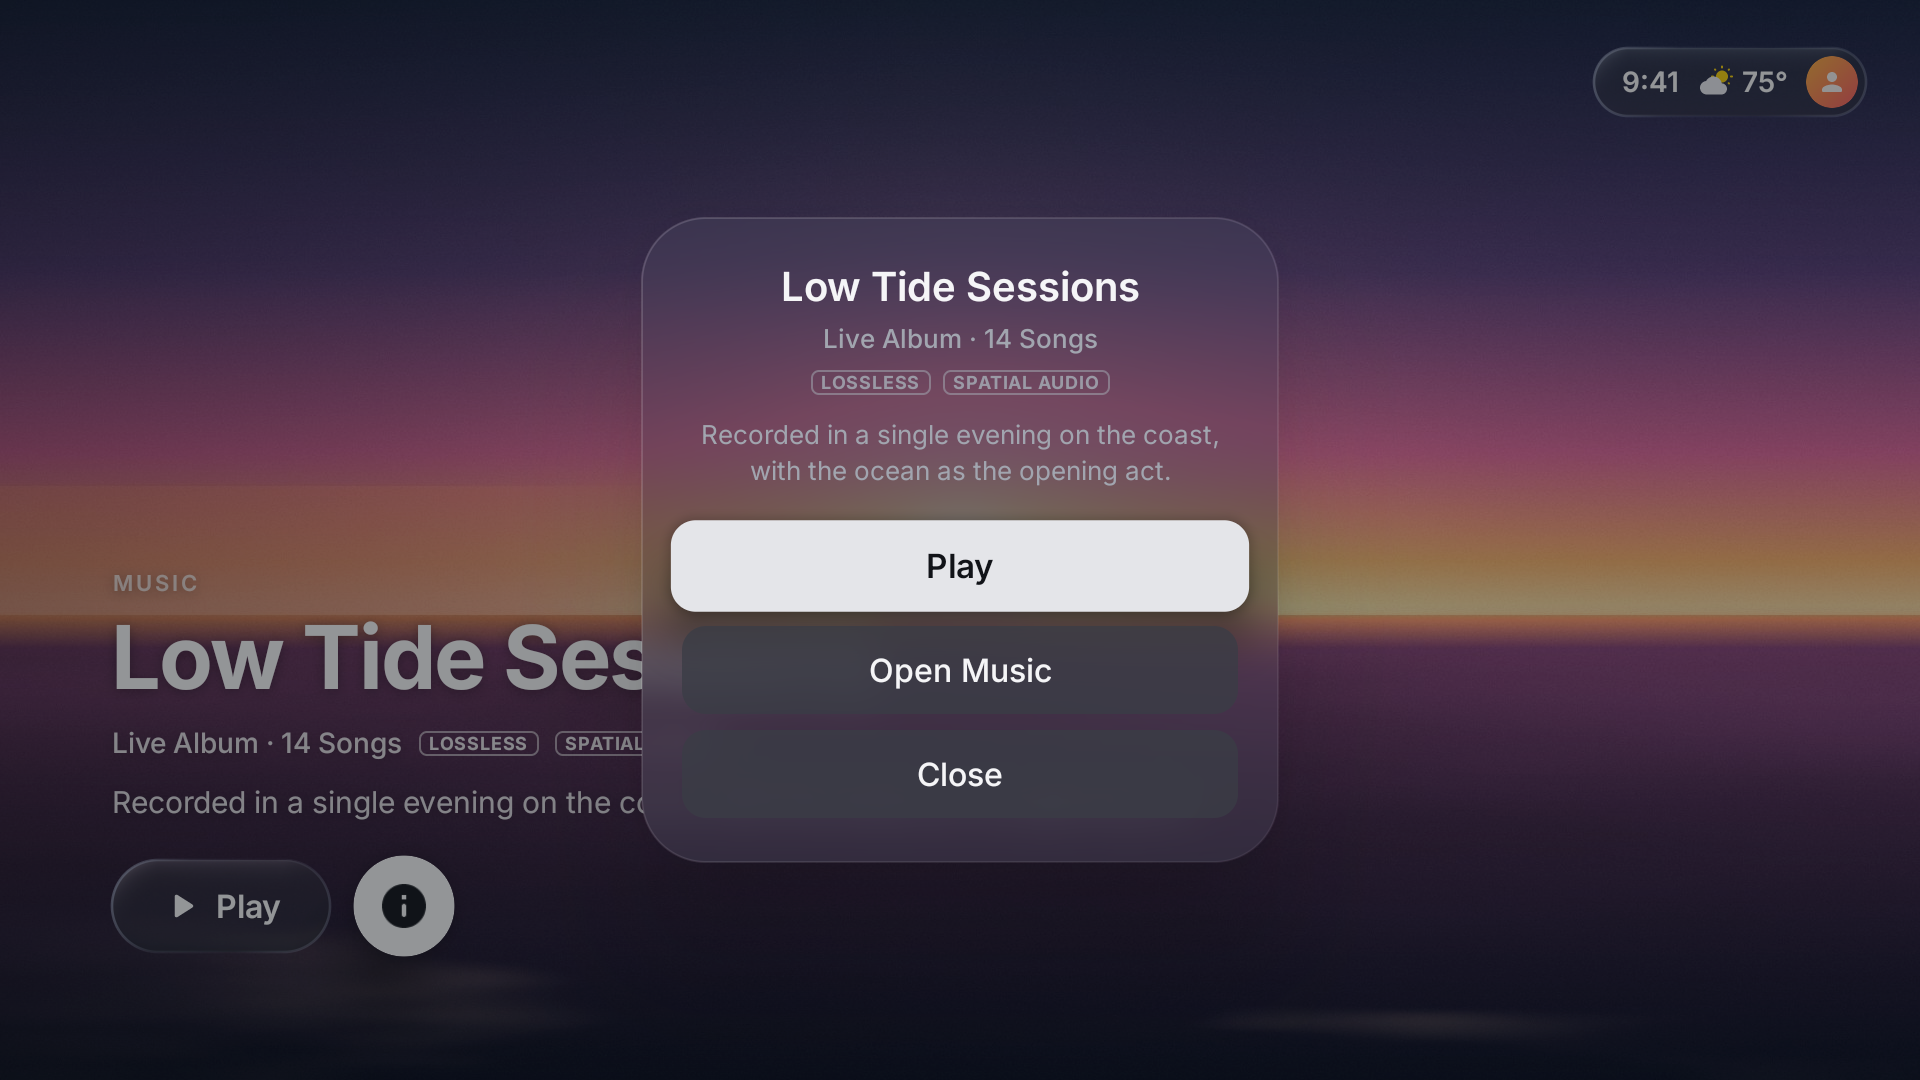 9:41 75°
Low Tide Sessions
Live Album · 14 Songs
LOSSLESS SPATIAL AUDIO
Recorded in a single evening on the coast,
with the ocean as the opening act.
Play
Open Music
Close
MUSIC
Low Tide Ses
Live Album · 14 Songs LOSSLESS SPATIAL
Recorded in a single evening on the co
Play